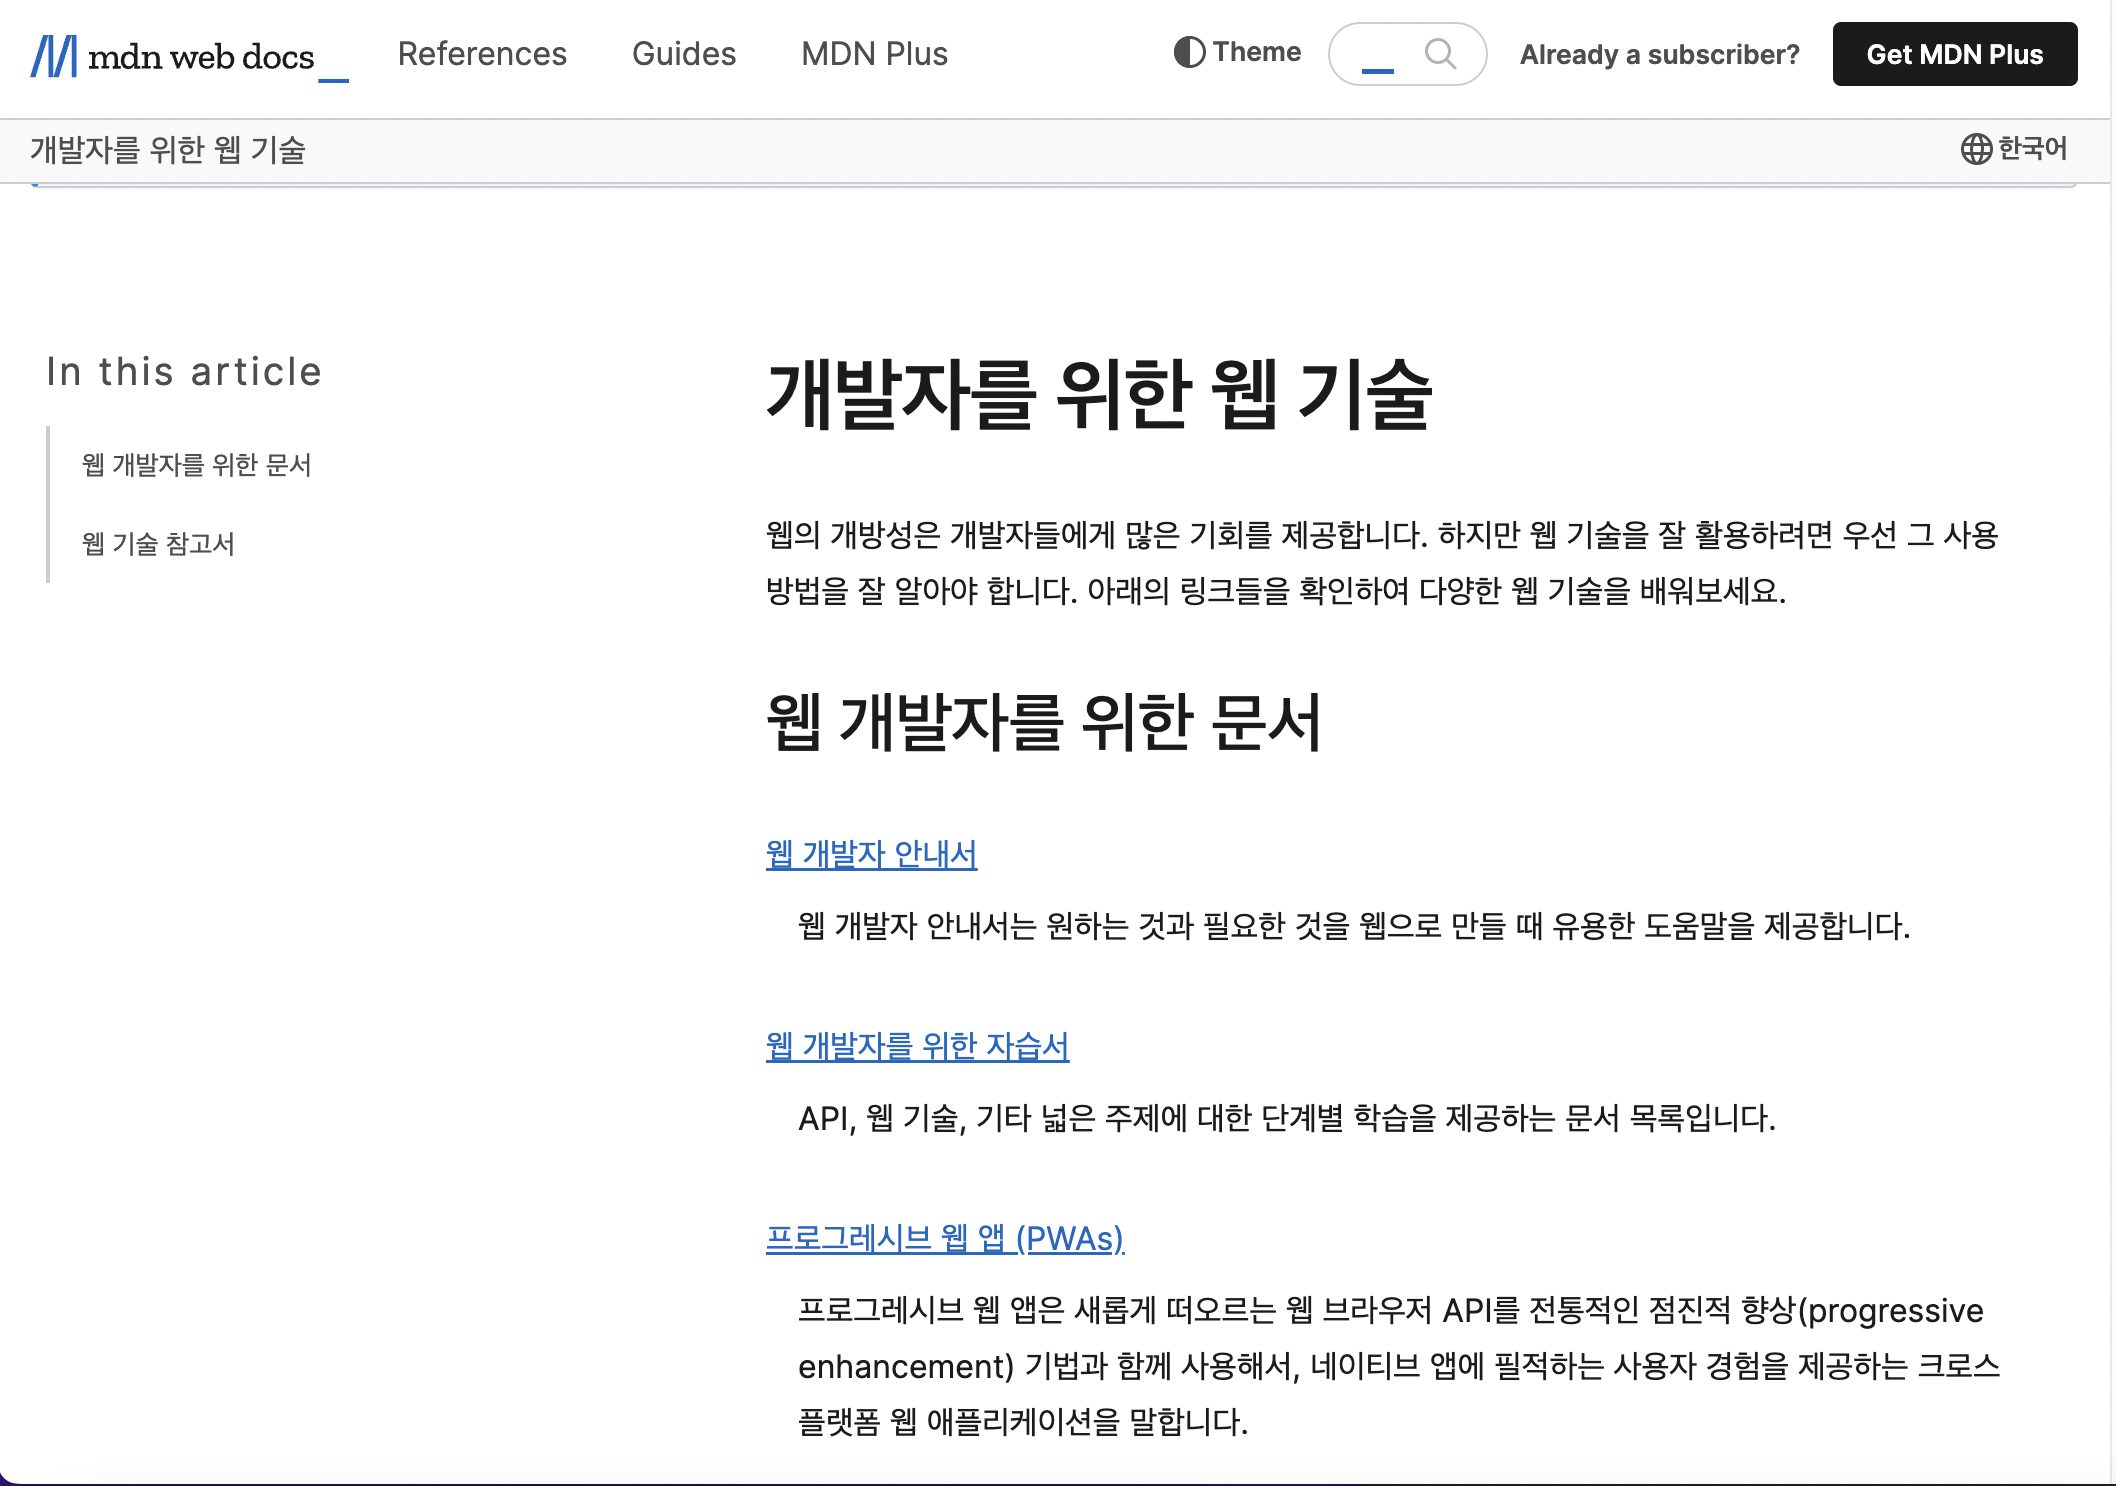 mdn web docs_
References
Guides
MDN Plus
Theme
Already a subscriber?
Get MDN Plus
개발자를 위한 웹 기술
한국어
In this article
웹 개발자를 위한 문서
웹 기술 참고서
개발자를 위한 웹 기술
웹의 개방성은 개발자들에게 많은 기회를 제공합니다. 하지만 웹 기술을 잘 활용하려면 우선 그 사용
방법을 잘 알아야 합니다. 아래의 링크들을 확인하여 다양한 웹 기술을 배워보세요.
웹 개발자를 위한 문서
웹 개발자 안내서
웹 개발자 안내서는 원하는 것과 필요한 것을 웹으로 만들 때 유용한 도움말을 제공합니다.
웹 개발자를 위한 자습서
API, 웹 기술, 기타 넓은 주제에 대한 단계별 학습을 제공하는 문서 목록입니다.
프로그레시브 웹 앱 (PWAs)
프로그레시브 웹 앱은 새롭게 떠오르는 웹 브라우저 API를 전통적인 점진적 향상(progressive
enhancement) 기법과 함께 사용해서, 네이티브 앱에 필적하는 사용자 경험을 제공하는 크로스
플랫폼 웹 애플리케이션을 말합니다.